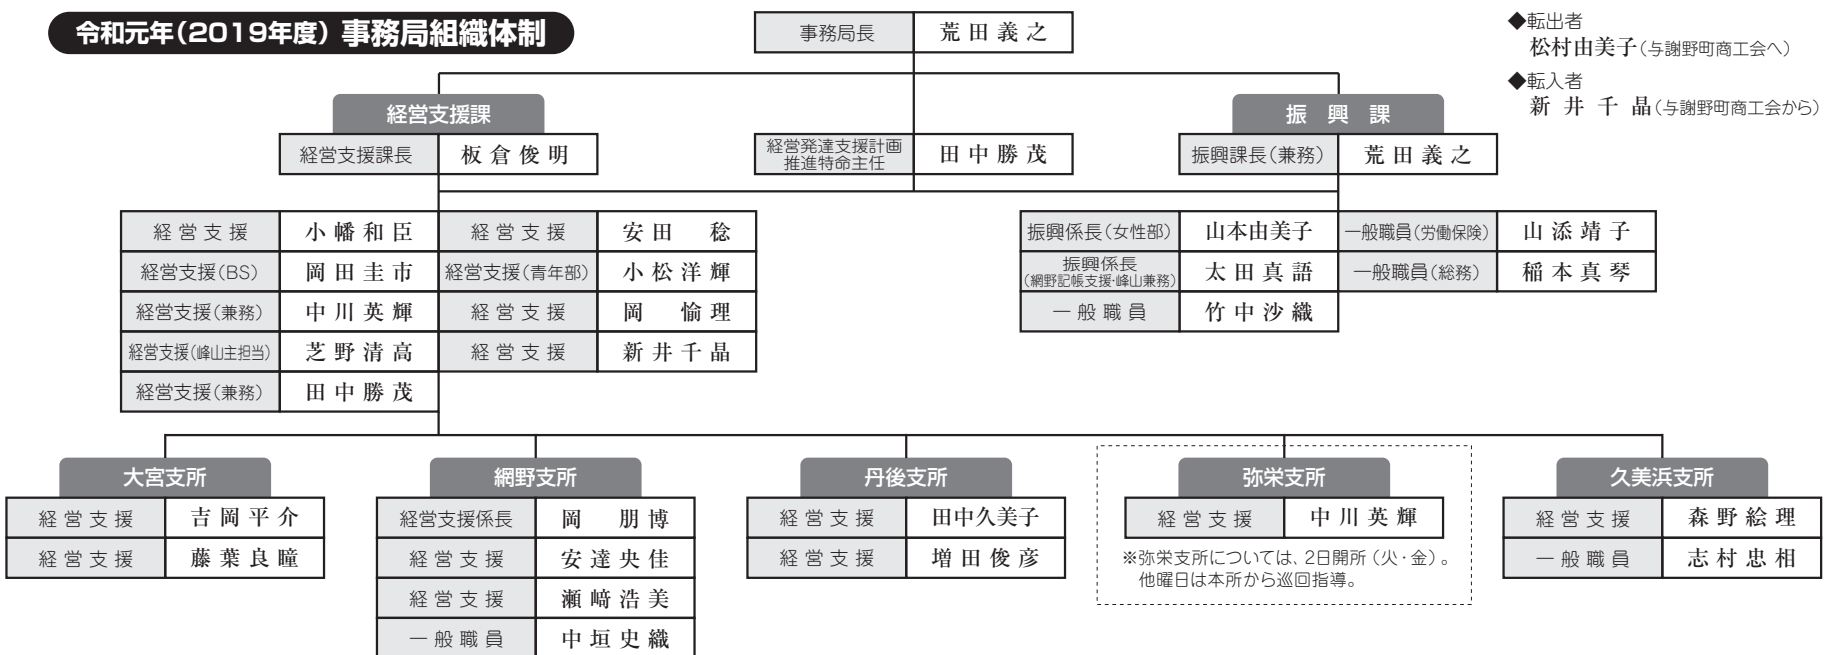 令和元年(2019年度)事務局組織体制
事務局長 荒田義之
◆転出者
松村由美子(与謝野町商工会へ)
◆転入者
新井千晶(与謝野町商工会から)
経営支援課
経営支援課長 板倉俊明
経営発達支援計画
推進特命主任 田中勝茂
振興課
振興課長(兼務) 荒田義之
経営支援 小幡和臣 経営支援 安田 稔
経営支援(BS) 岡田圭市 経営支援(青年部) 小松洋輝
経営支援(兼務) 中川英輝 経営支援 岡 愉理
経営支援(峰山主担当) 芝野清高 経営支援 新井千晶
経営支援(兼務) 田中勝茂
振興係長(女性部) 山本由美子 一般職員(労働保険) 山添靖子
振興係長
(網野記帳支援・峰山兼務) 太田真語 一般職員(総務) 稲本真琴
一般職員 竹中沙織
大宮支所
経営支援 吉岡平介
経営支援 藤葉良瞳
網野支所
経営支援係長 岡 朋博
経営支援 安達央佳
経営支援 瀬﨑浩美
一般職員 中垣史織
丹後支所
経営支援 田中久美子
経営支援 増田俊彦
弥栄支所
経営支援 中川英輝
※弥栄支所については、2日開所(火・金)。
他曜日は本所から巡回指導。
久美浜支所
経営支援 森野絵理
一般職員 志村忠相